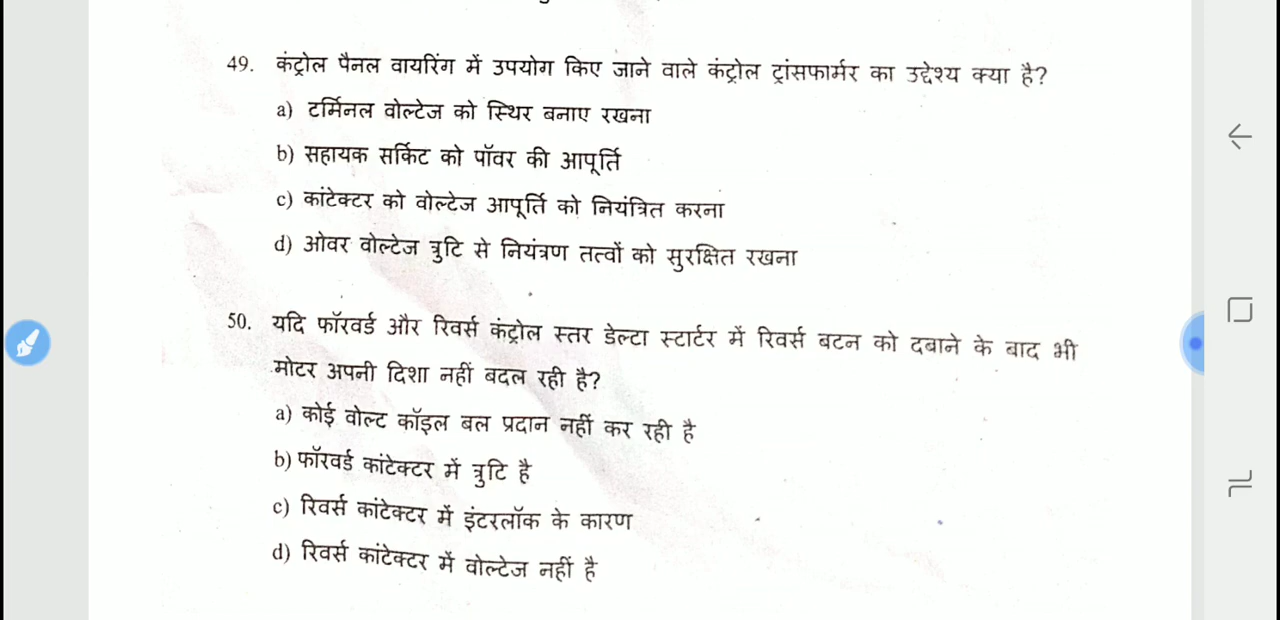 49. कंट्रोल पैनल वायरिंग में उपयोग किए जाने वाले कंट्रोल ट्रांसफार्मर का उद्देश्य क्या है?
a) टर्मिनल वोल्टेज को स्थिर बनाए रखना
b) सहायक सर्किट को पॉवर की आपूर्ति
c) कांटेक्टर को वोल्टेज आपूर्ति को नियंत्रित करना
d) ओवर वोल्टेज त्रुटि से नियंत्रण तत्वों को सुरक्षित रखना
50. यदि फॉरवर्ड और रिवर्स कंट्रोल स्तर डेल्टा स्टार्टर में रिवर्स बटन को दबाने के बाद भी
मोटर अपनी दिशा नहीं बदल रही है?
a) कोई वोल्ट कॉइल बल प्रदान नहीं कर रही है
b) फॉरवर्ड कांटेक्टर में त्रुटि है
c) रिवर्स कांटेक्टर में इंटरलॉक के कारण
d) रिवर्स कांटेक्टर में वोल्टेज नहीं है